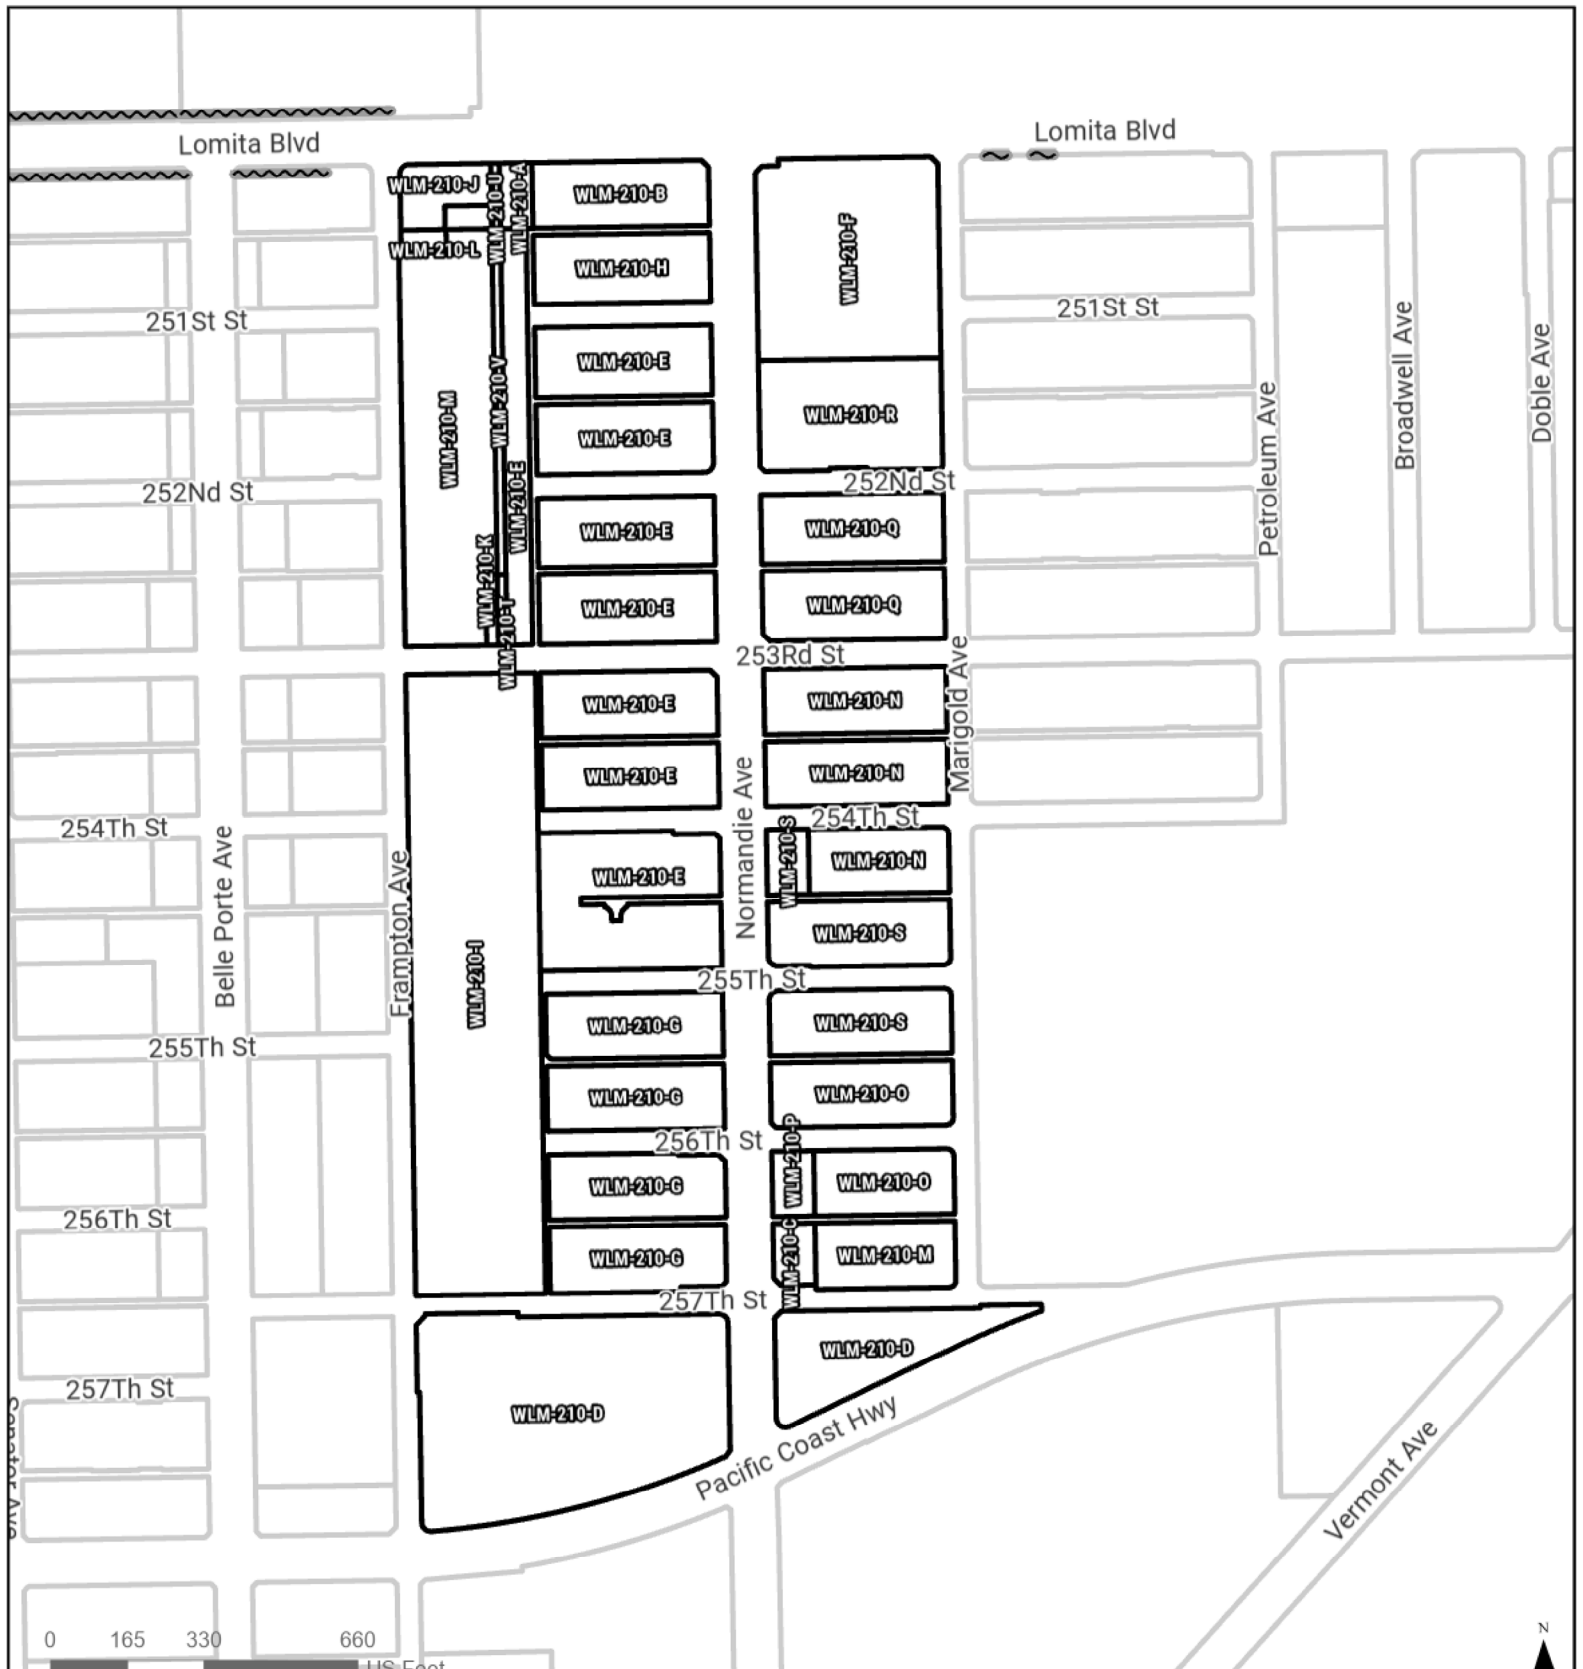 Lomita Blvd
Lomita Blvd
WLM-210-J
WLM-210-U
WLM-210-A
WLM-210-B
WLM-210-F
WLM-210-L
WLM-210-H
251St St
251St St
WLM-210-E
WLM-210-M
WLM-210-V
WLM-210-R
Petroleum Ave
Broadwell Ave
Doble Ave
WLM-210-E
252Nd St
252Nd St
WLM-210-E
WLM-210-E
WLM-210-Q
WLM-210-K
WLM-210-T
WLM-210-E
WLM-210-Q
253Rd St
WLM-210-E
WLM-210-N
Marigold Ave
WLM-210-E
WLM-210-N
254Th St
254Th St
Belle Porte Ave
Frampton Ave
Normandie Ave
WLM-210-E
WLM-210-S
WLM-210-N
WLM-210-S
WLM-210-I
255Th St
255Th St
WLM-210-G
WLM-210-S
WLM-210-G
WLM-210-O
256Th St
256Th St
WLM-210-G
WLM-210-P
WLM-210-O
WLM-210-G
WLM-210-C
WLM-210-M
257Th St
257Th St
WLM-210-D
WLM-210-D
Pacific Coast Hwy
Vermont Ave
0 165 330 660
US Feet
N